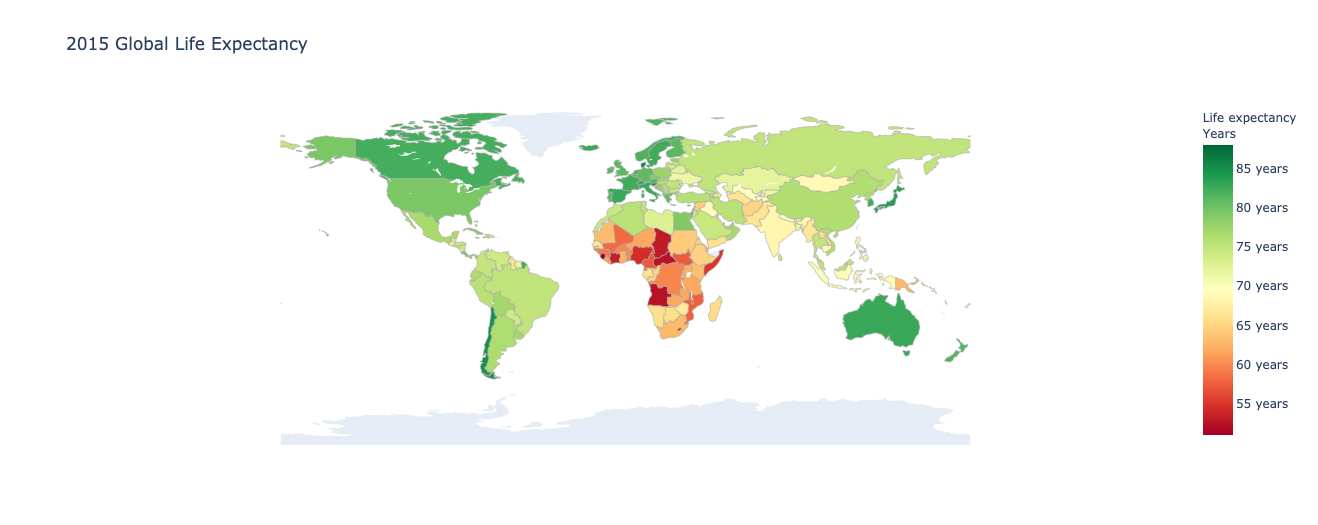 2015 Global Life Expectancy
Life expectancy
Years
85 years
80 years
75 years
70 years
65 years
60 years
55 years